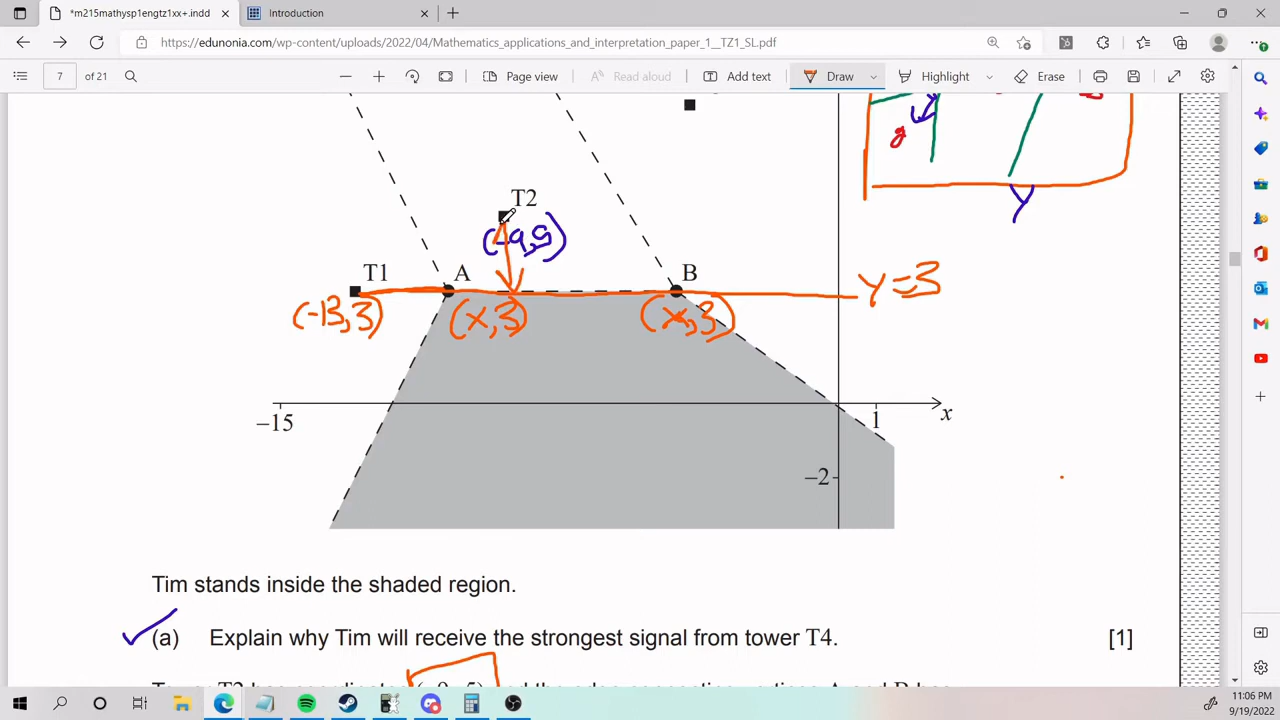 *m215mathysp1engtz1xx+.indd
Introduction
https://edunonia.com/wp-content/uploads/2022/04/Mathematics_applications_and_interpretation_paper_1__TZ1_SL.pdf
7 of 21
Page view
Read aloud
Add text
Draw
Highlight
Erase
Y
T2
(-9,5)
T1
A
B
y=3
(-13,3)
(x,3)
(x,3)
-15
1
x
-2
Tim stands inside the shaded region.
(a) Explain why Tim will receive the strongest signal from tower T4. [1]
11:06 PM
9/19/2022